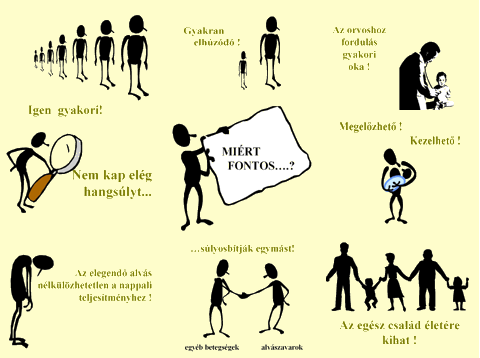 Gyakran
elhúzódó !
Az orvoshoz
fordulás
gyakori
oka !
Igen gyakori!
MIÉRT
FONTOS....?
Megelőzhető !
Kezelhető !
Nem kap elég
hangsúlyt...
Az elegendő alvás
nélkülözhetetlen a nappali
teljesítményhez !
…súlyosbítják egymást!
egyéb betegségek
alvászavarok
Az egész család életére
kihat !